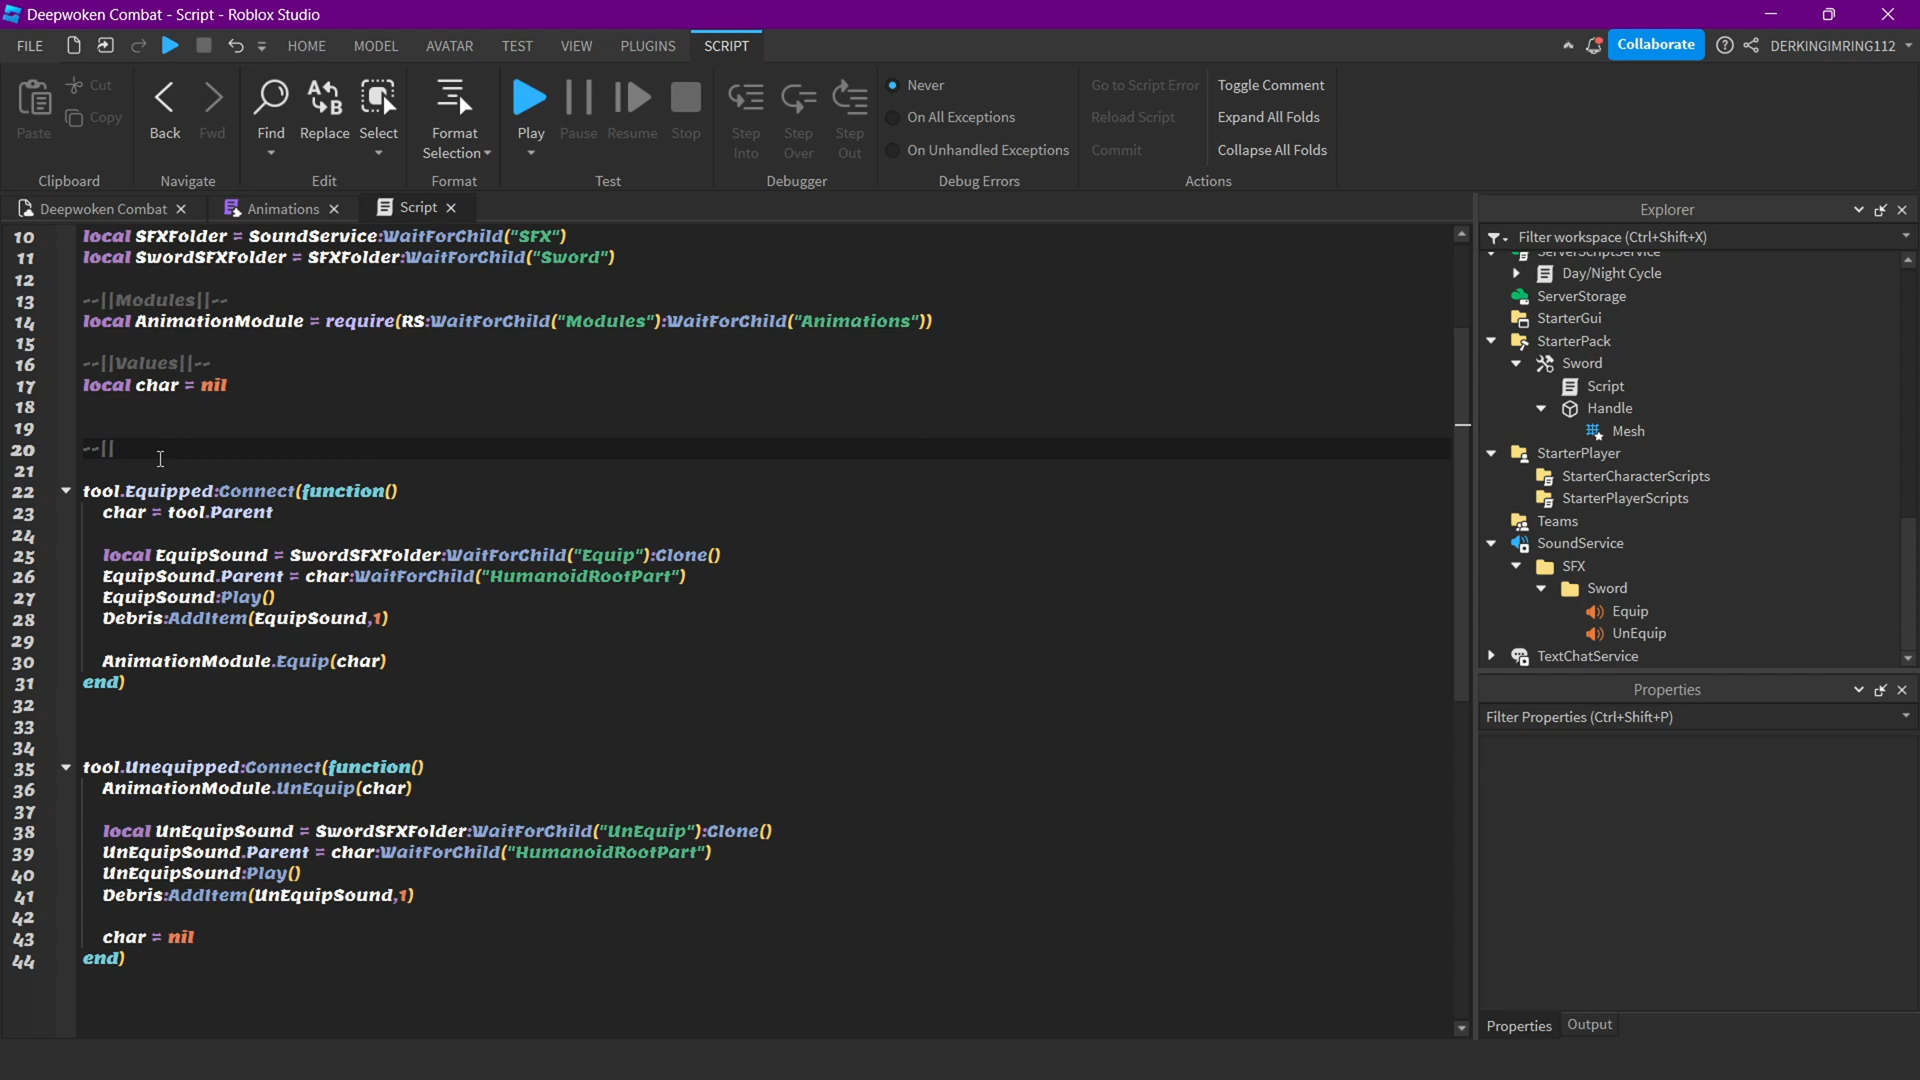 Deepwoken Combat - Script - Roblox Studio
FILE HOME MODEL AVATAR TEST VIEW PLUGINS SCRIPT Collaborate DERKINGIMRING112
Paste Cut Copy
Clipboard
Back Fwd
Navigate
Find Replace Select
Edit
Format Selection
Format
Play Pause Resume Stop
Test
Step Into Step Over Step Out
Debugger
Never
On All Exceptions
On Unhandled Exceptions
Debug Errors
Go to Script Error Toggle Comment
Reload Script Expand All Folds
Commit Collapse All Folds
Actions
Deepwoken Combat Animations Script
10 local SFXFolder = SoundService:WaitForChild("SFX")
11 local SwordSFXFolder = SFXFolder:WaitForChild("Sword")
12
13 --||Modules||--
14 local AnimationModule = require(RS:WaitForChild("Modules"):WaitForChild("Animations"))
15
16 --||Values||--
17 local char = nil
18
19
20 --||
21
22 tool.Equipped:Connect(function()
23 char = tool.Parent
24
25 local EquipSound = SwordSFXFolder:WaitForChild("Equip"):Clone()
26 EquipSound.Parent = char:WaitForChild("HumanoidRootPart")
27 EquipSound:Play()
28 Debris:AddItem(EquipSound,1)
29
30 AnimationModule.Equip(char)
31 end)
32
33
34
35 tool.Unequipped:Connect(function()
36 AnimationModule.UnEquip(char)
37
38 local UnEquipSound = SwordSFXFolder:WaitForChild("UnEquip"):Clone()
39 UnEquipSound.Parent = char:WaitForChild("HumanoidRootPart")
40 UnEquipSound:Play()
41 Debris:AddItem(UnEquipSound,1)
42
43 char = nil
44 end)
Explorer
Filter workspace (Ctrl+Shift+X)
ServerScriptService
Day/Night Cycle
ServerStorage
StarterGui
StarterPack
Sword
Script
Handle
Mesh
StarterPlayer
StarterCharacterScripts
StarterPlayerScripts
Teams
SoundService
SFX
Sword
Equip
UnEquip
TextChatService
Properties
Filter Properties (Ctrl+Shift+P)
Properties Output